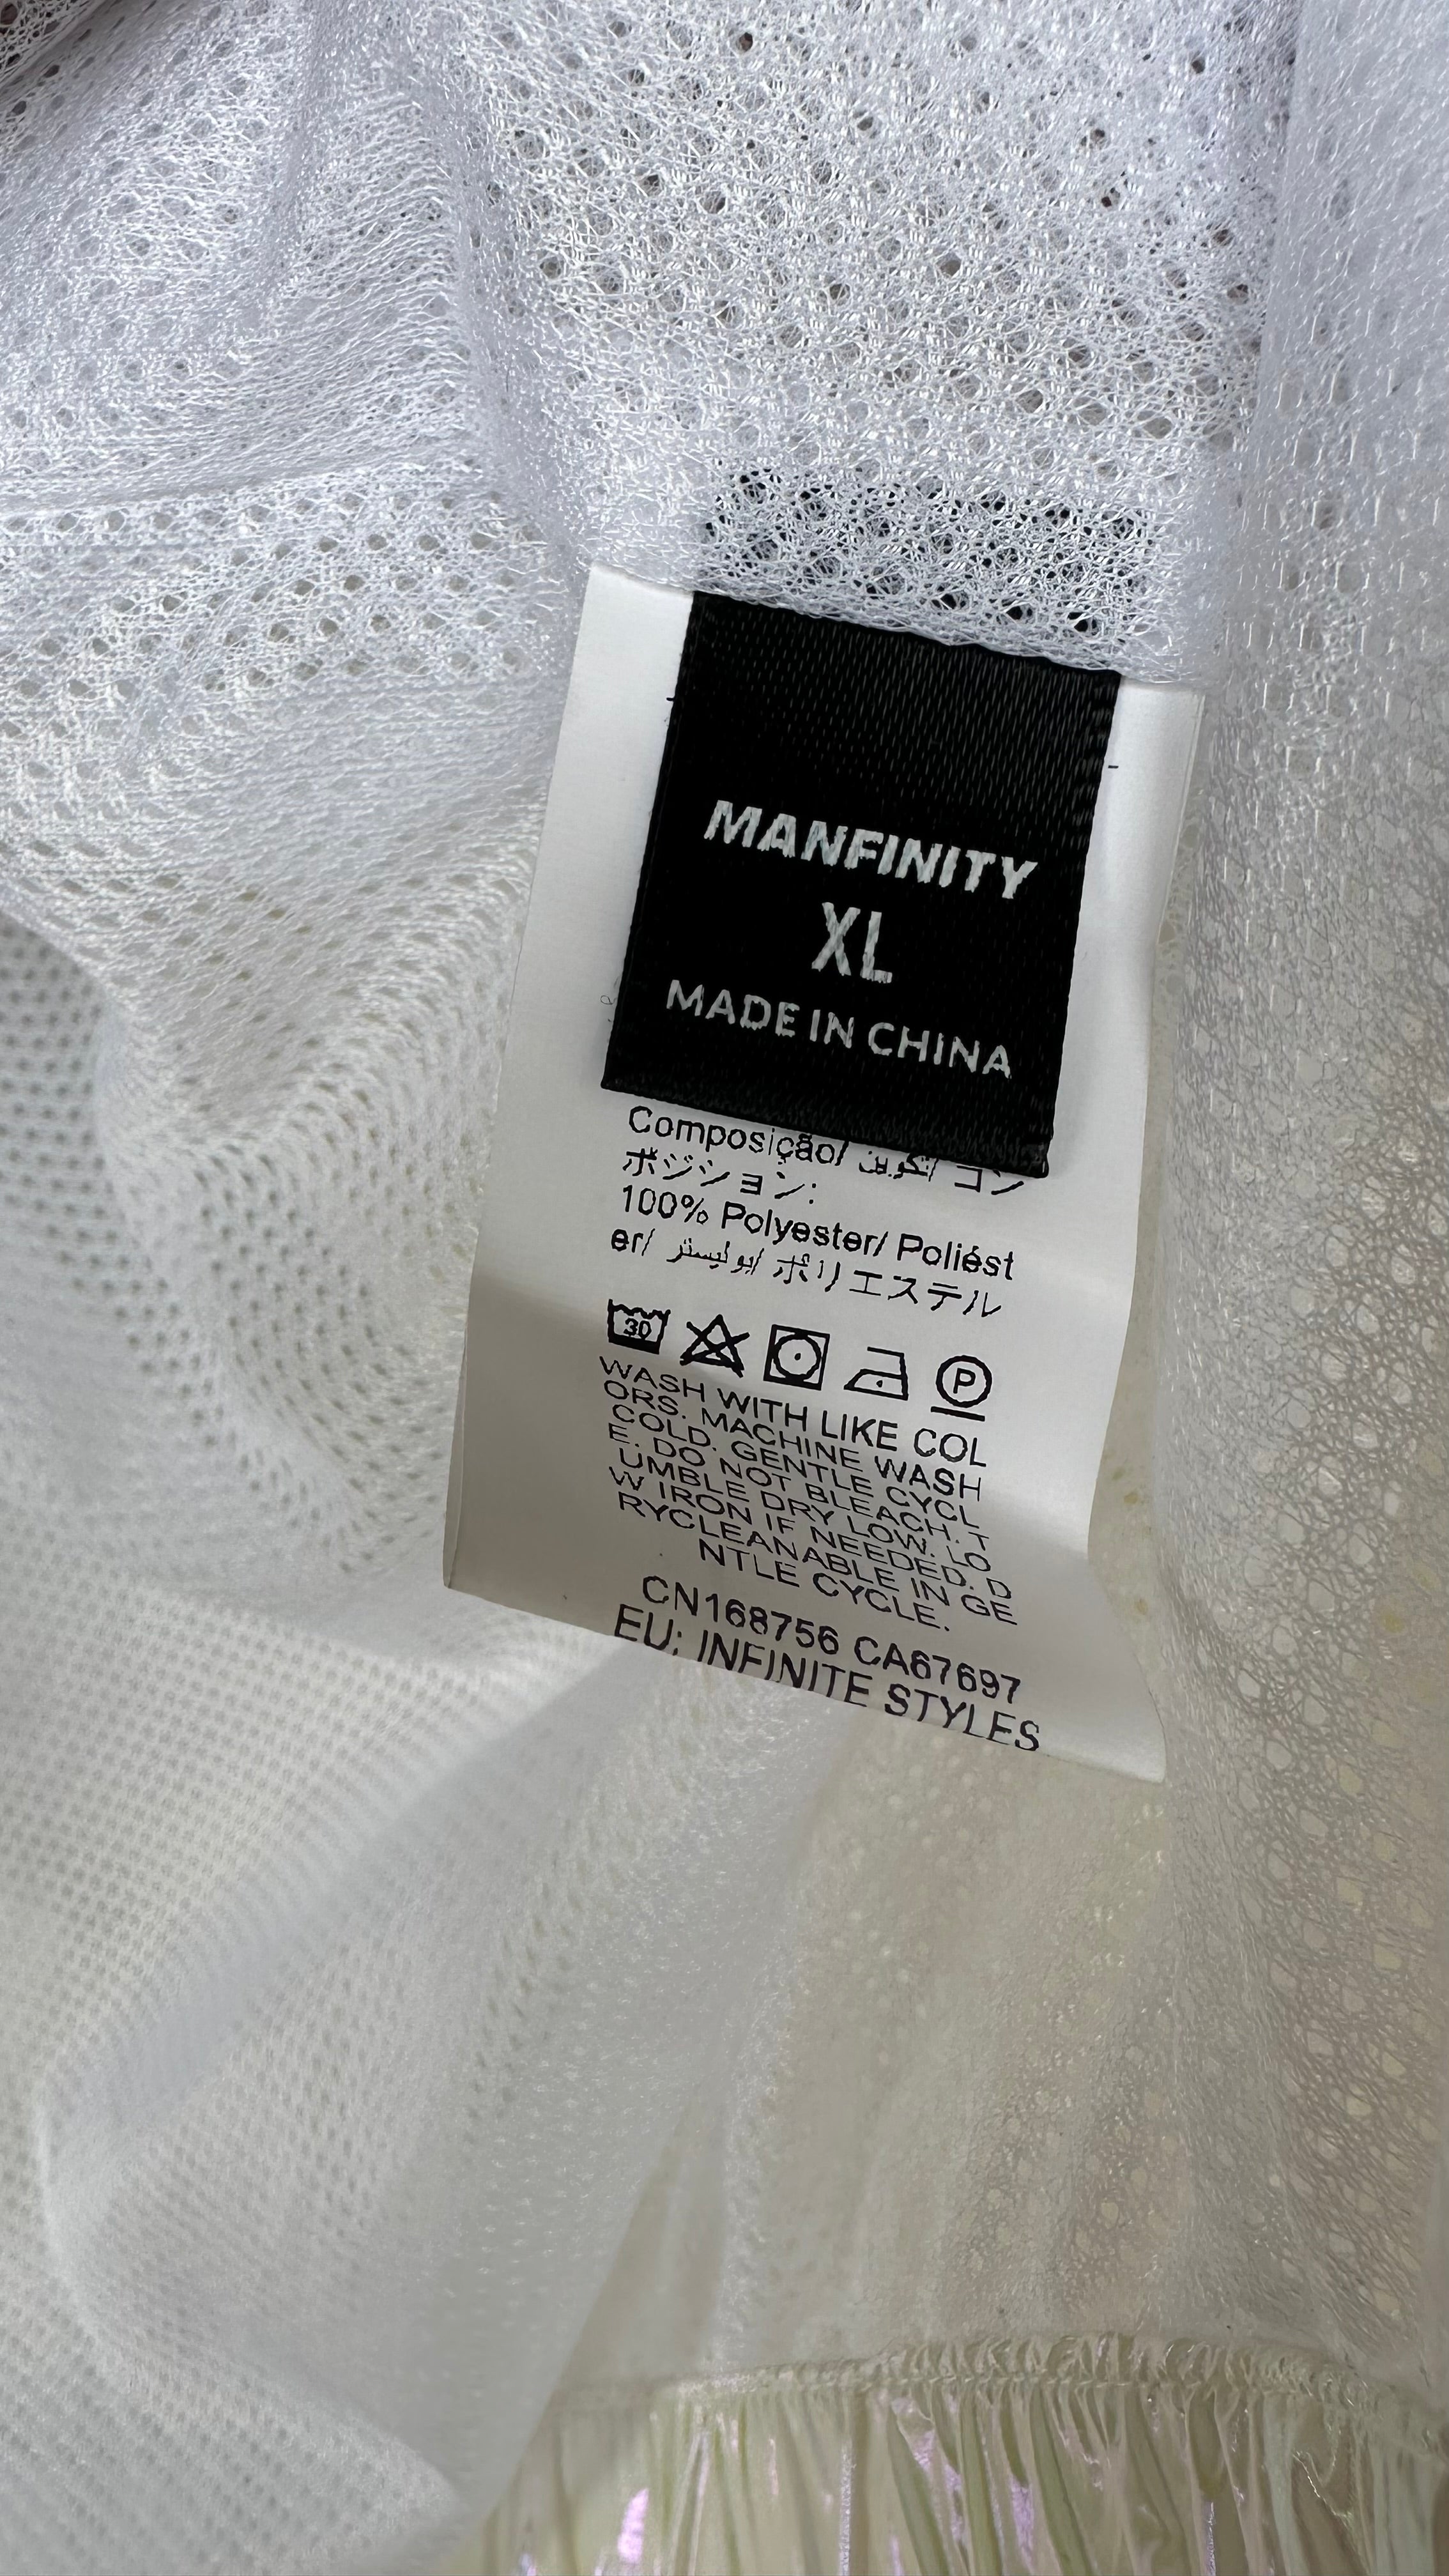 MANFINITY
XL
MADE IN CHINA
Composição/ تكوين/ コン
ポジション:
100% Polyester/ Poliést
er/ بوليستر/ ポリエステル
30
P
WASH WITH LIKE COL
ORS. MACHINE WASH
COLD. GENTLE CYCL
E. DO NOT BLEACH. T
UMBLE DRY LOW. LO
W IRON IF NEEDED. D
RYCLEANABLE IN GE
NTLE CYCLE.
CN168756 CA67697
EU: INFINITE STYLES